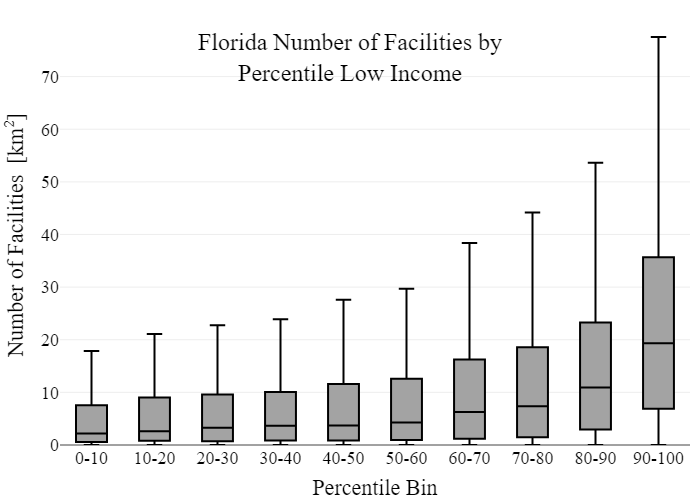 Florida Number of Facilities by
Percentile Low Income
Number of Facilities [km²]
70
60
50
40
30
20
10
0
0-10 10-20 20-30 30-40 40-50 50-60 60-70 70-80 80-90 90-100
Percentile Bin